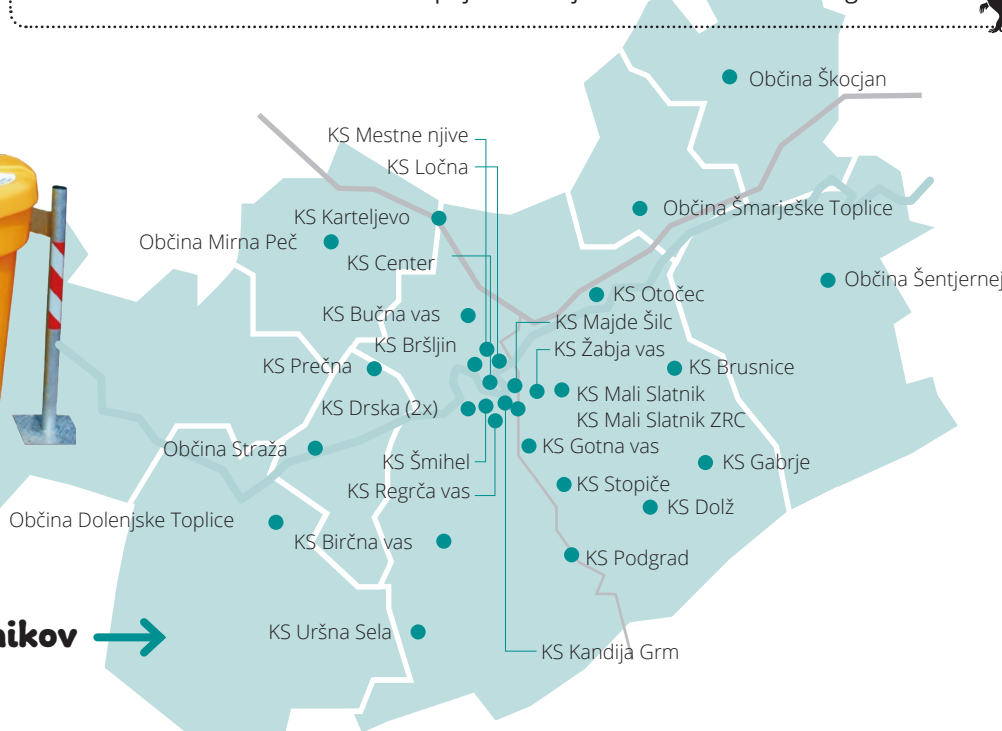 Občina Škocjan
KS Mestne njive
KS Ločna
Občina Šmarješke Toplice
KS Karteljevo
Občina Mirna Peč
KS Center
Občina Šentjernej
KS Otočec
KS Bučna vas
KS Majde Šilc
KS Bršljin
KS Žabja vas
KS Prečna
KS Brusnice
KS Mali Slatnik
KS Drska (2x)
KS Mali Slatnik ZRC
KS Gotna vas
Občina Straža
KS Šmihel
KS Gabrje
KS Stopiče
KS Regrča vas
KS Dolž
Občina Dolenjske Toplice
KS Birčna vas
KS Podgrad
nikov
KS Uršna Sela
KS Kandija Grm